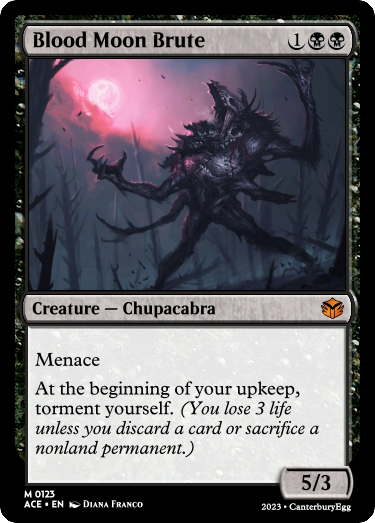 Blood Moon Brute 1
Creature — Chupacabra
Menace
At the beginning of your upkeep,
torment yourself. (You lose 3 life
unless you discard a card or sacrifice a
nonland permanent.)
5/3
M 0123
ACE • EN Diana Franco
2023 • CanterburyEgg